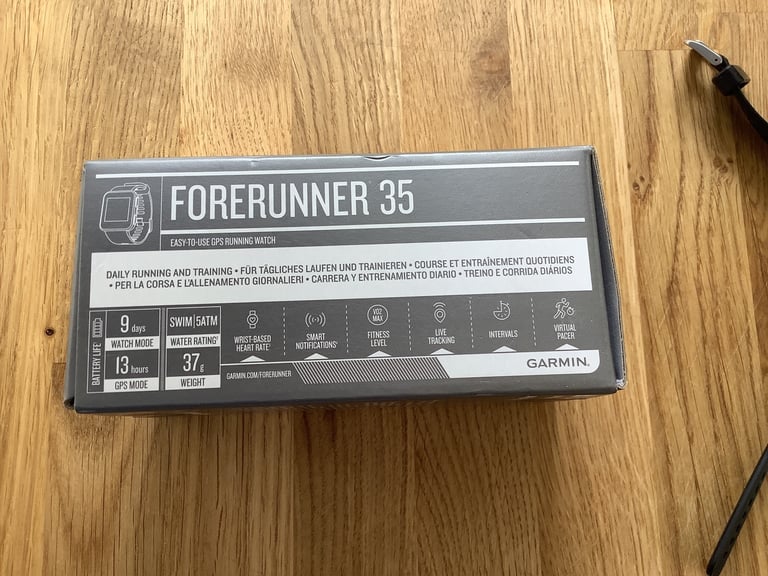 FORERUNNER 35
EASY-TO-USE GPS RUNNING WATCH
DAILY RUNNING AND TRAINING • FÜR TÄGLICHES LAUFEN UND TRAINIEREN • COURSE ET ENTRAÎNEMENT QUOTIDIENS
• PER LA CORSA E L'ALLENAMENTO GIORNALIERI • CARRERA Y ENTRENAMIENTO DIARIO • TREINO E CORRIDA DIÁRIOS
BATTERY LIFE
9 days
WATCH MODE
13 hours
GPS MODE
SWIM|5ATM
WATER RATING¹
37 g
WEIGHT
WRIST-BASED
HEART RATE²
SMART
NOTIFICATIONS³
VO2
MAX
FITNESS
LEVEL
LIVE
TRACKING
INTERVALS
VIRTUAL
PACER
GARMIN.COM/FORERUNNER
GARMIN.